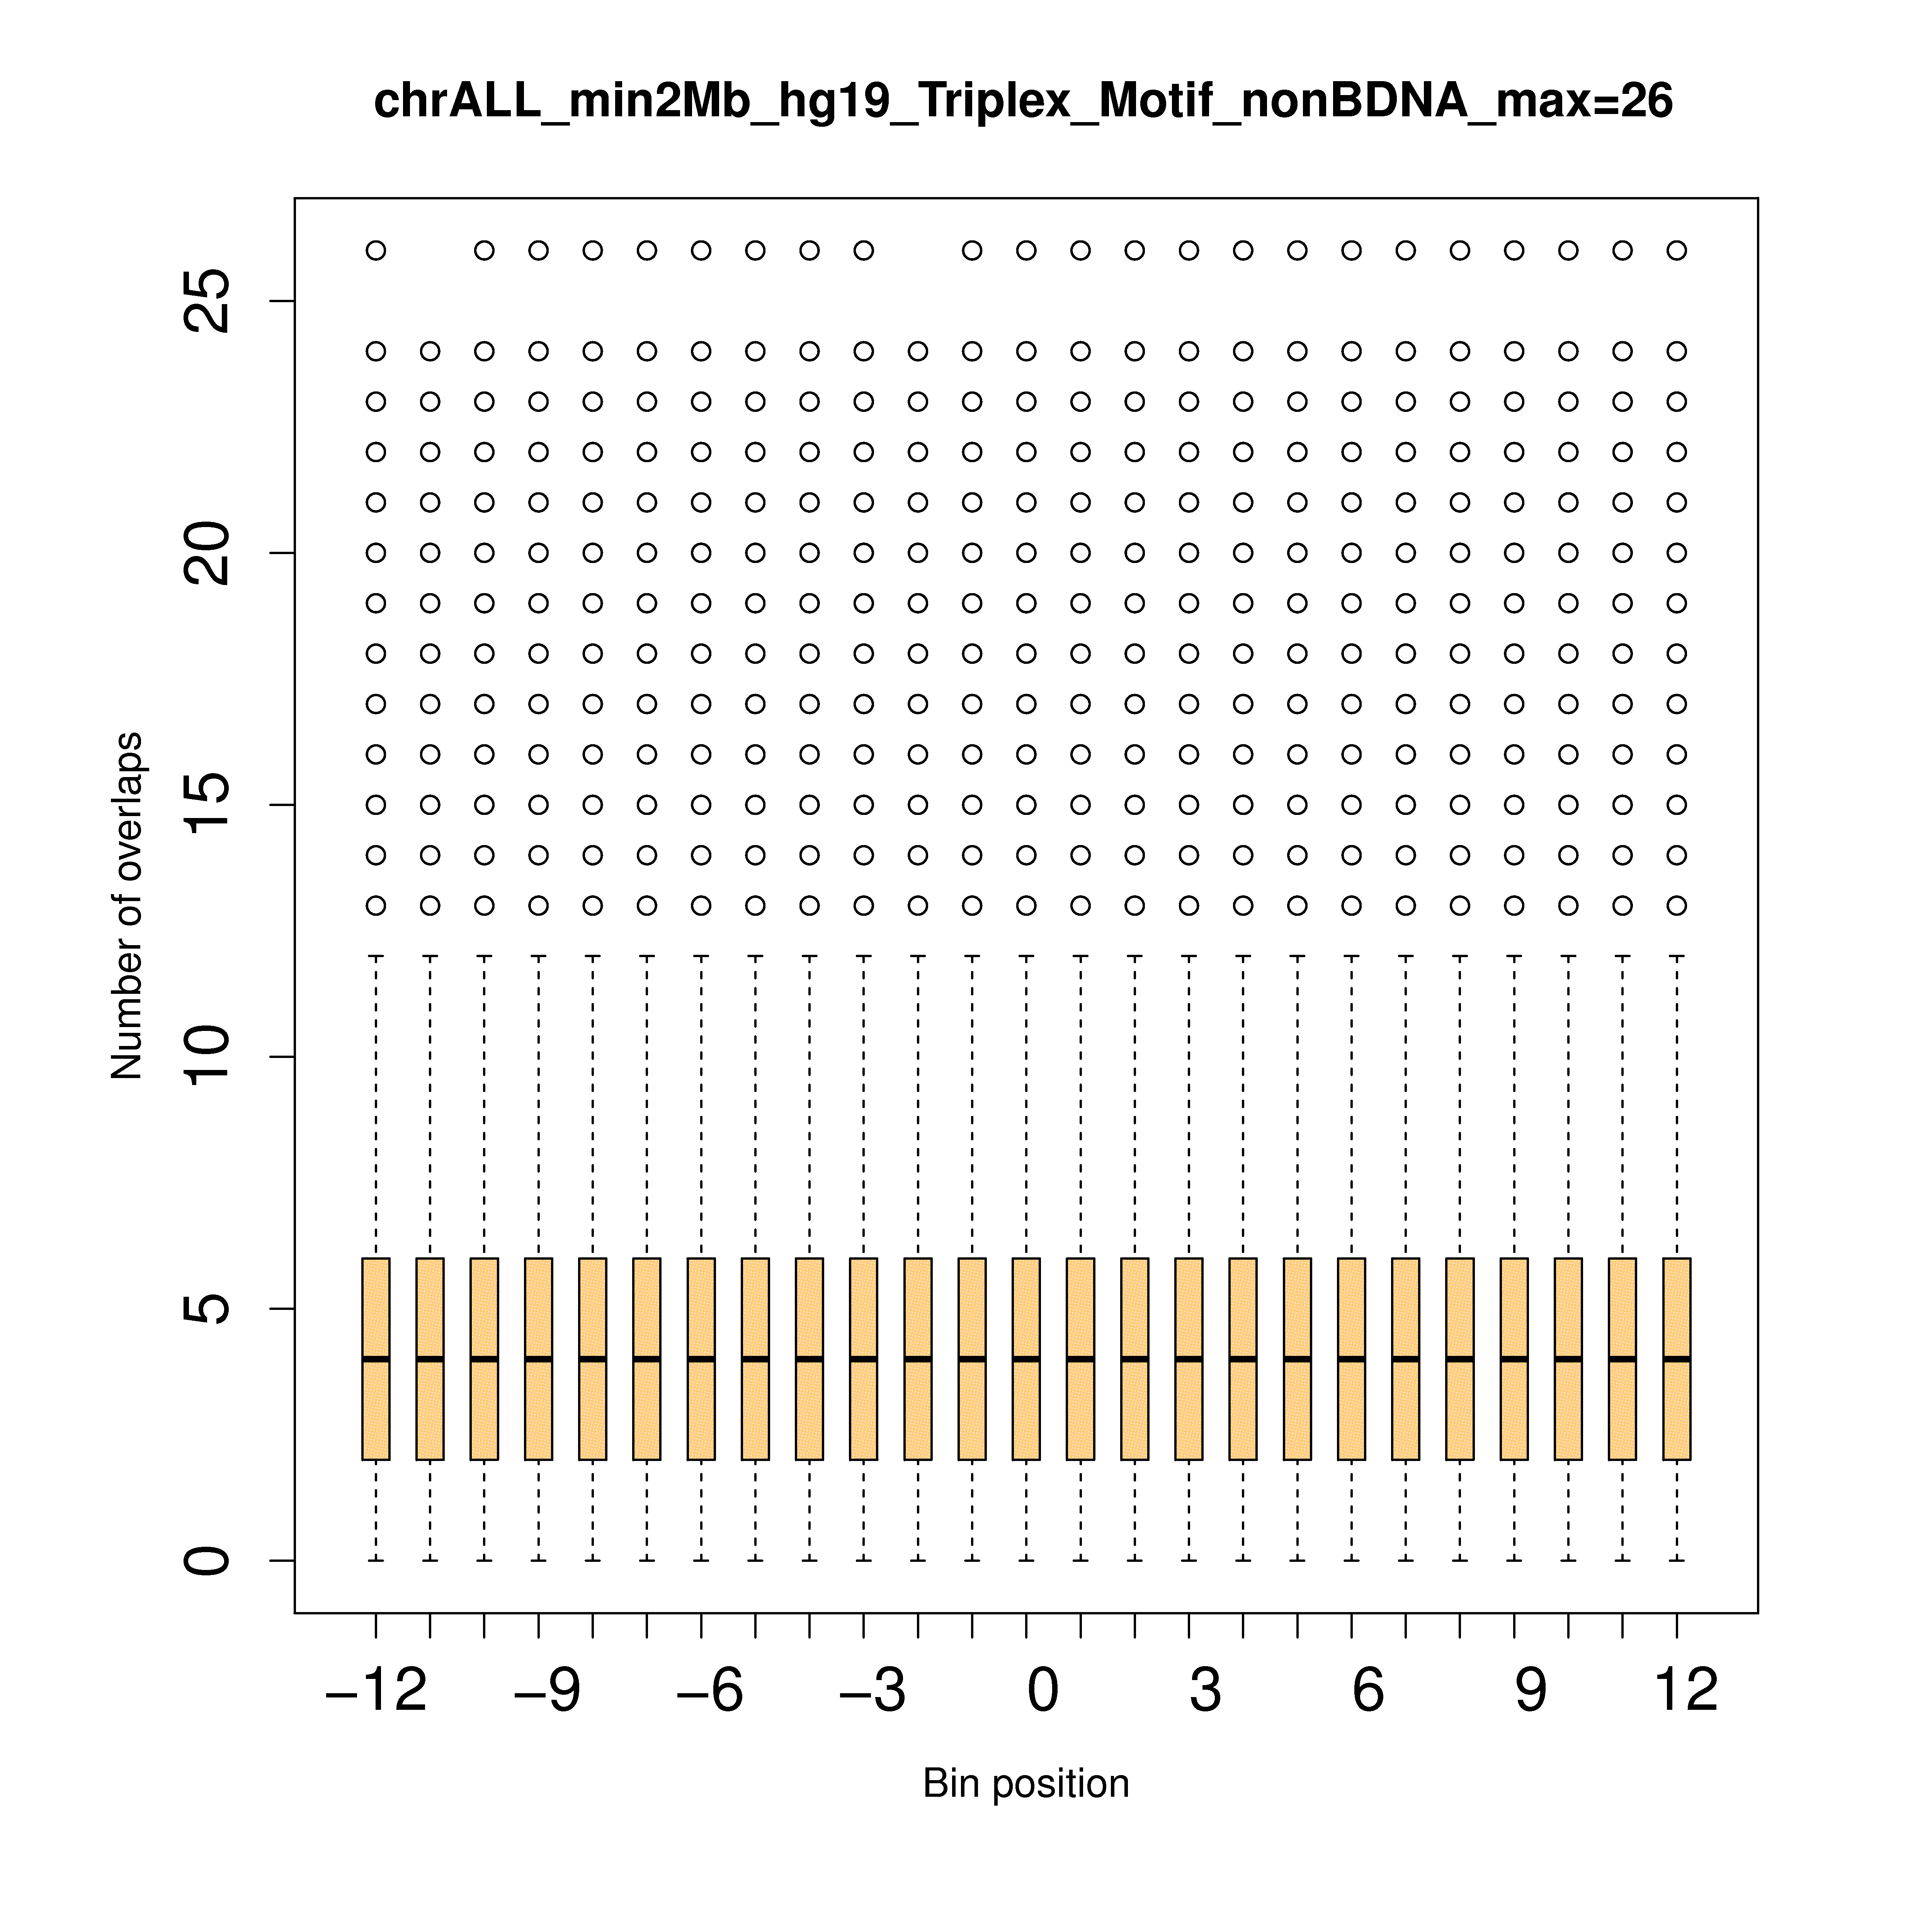 chrALL_min2Mb_hg19_Triplex_Motif_nonBDNA_max=26
25
20
15
10
5
0
Number of overlaps
−12 −9 −6 −3 0 3 6 9 12
Bin position